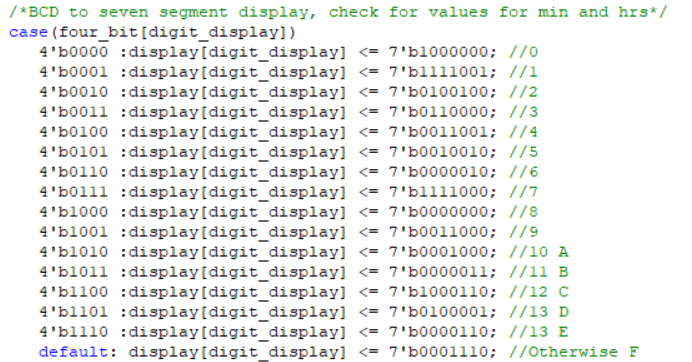 /*BCD to seven segment display, check for values for min and hrs*/
case(four_bit[digit_display])
4'b0000 :display[digit_display] <= 7'b1000000; //0
4'b0001 :display[digit_display] <= 7'b1111001; //1
4'b0010 :display[digit_display] <= 7'b0100100; //2
4'b0011 :display[digit_display] <= 7'b0110000; //3
4'b0100 :display[digit_display] <= 7'b0011001; //4
4'b0101 :display[digit_display] <= 7'b0010010; //5
4'b0110 :display[digit_display] <= 7'b0000010; //6
4'b0111 :display[digit_display] <= 7'b1111000; //7
4'b1000 :display[digit_display] <= 7'b0000000; //8
4'b1001 :display[digit_display] <= 7'b0011000; //9
4'b1010 :display[digit_display] <= 7'b0001000; //10 A
4'b1011 :display[digit_display] <= 7'b0000011; //11 B
4'b1100 :display[digit_display] <= 7'b1000110; //12 C
4'b1101 :display[digit_display] <= 7'b0100001; //13 D
4'b1110 :display[digit_display] <= 7'b0000110; //13 E
default: display[digit_display] <= 7'b0001110; //Otherwise F